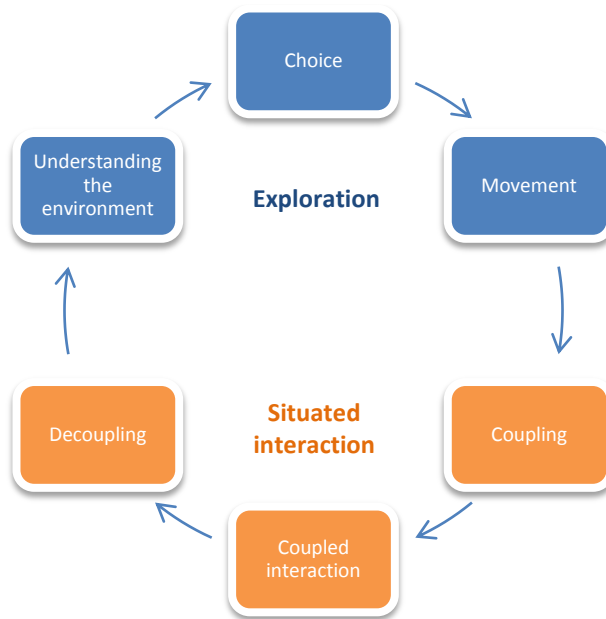 Choice
Understanding
the
environment
Exploration
Movement
Decoupling
Situated
interaction
Coupling
Coupled
interaction